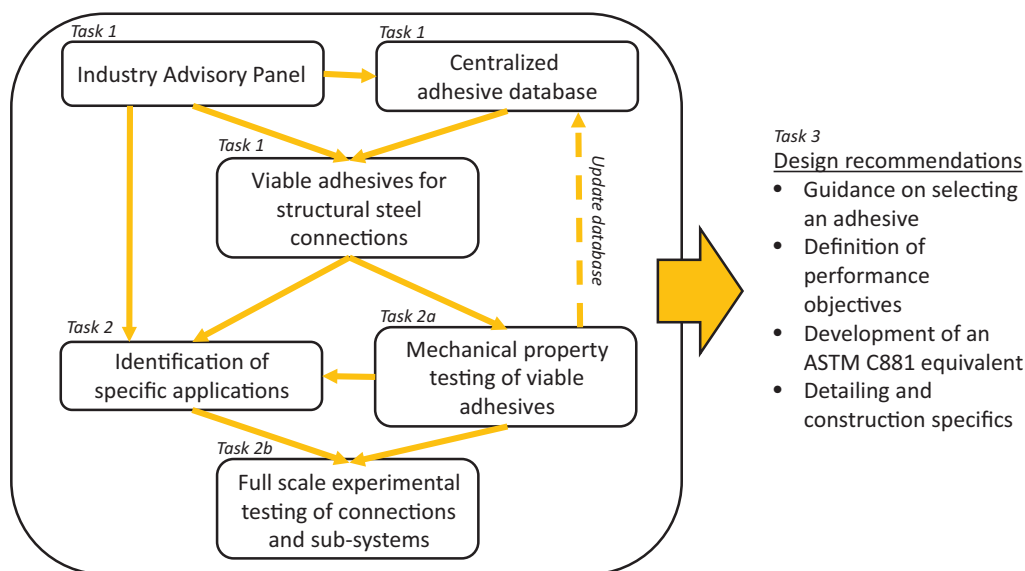 Task 1
Industry Advisory Panel
Task 1
Centralized
adhesive database
Task 1
Viable adhesives for
structural steel
connections
Update database
Task 2
Identification of
specific applications
Task 2a
Mechanical property
testing of viable
adhesives
Task 2b
Full scale experimental
testing of connections
and sub-systems
Task 3
Design recommendations
• Guidance on selecting
an adhesive
• Definition of
performance
objectives
• Development of an
ASTM C881 equivalent
• Detailing and
construction specifics